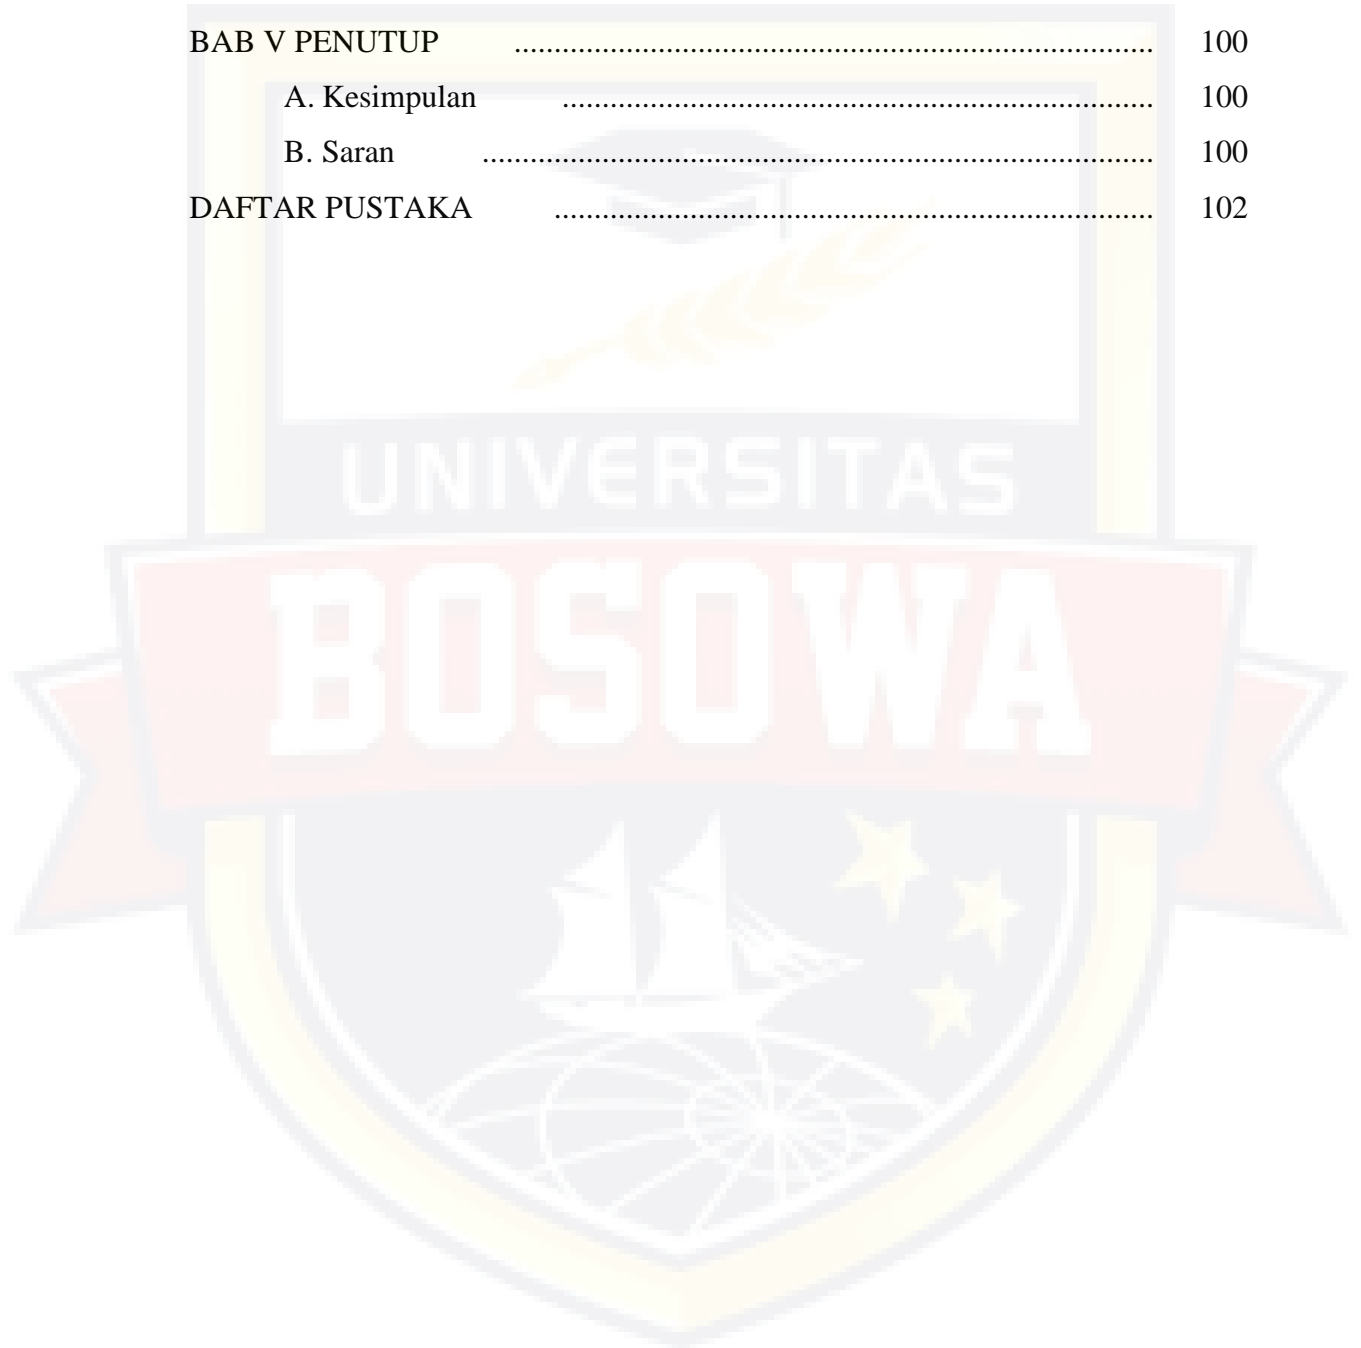 BAB V PENUTUP ................................................................................ 100
A. Kesimpulan .......................................................................... 100
B. Saran .................................................................................... 100
DAFTAR PUSTAKA ........................................................................... 102
UNIVERSITAS
BOSOWA